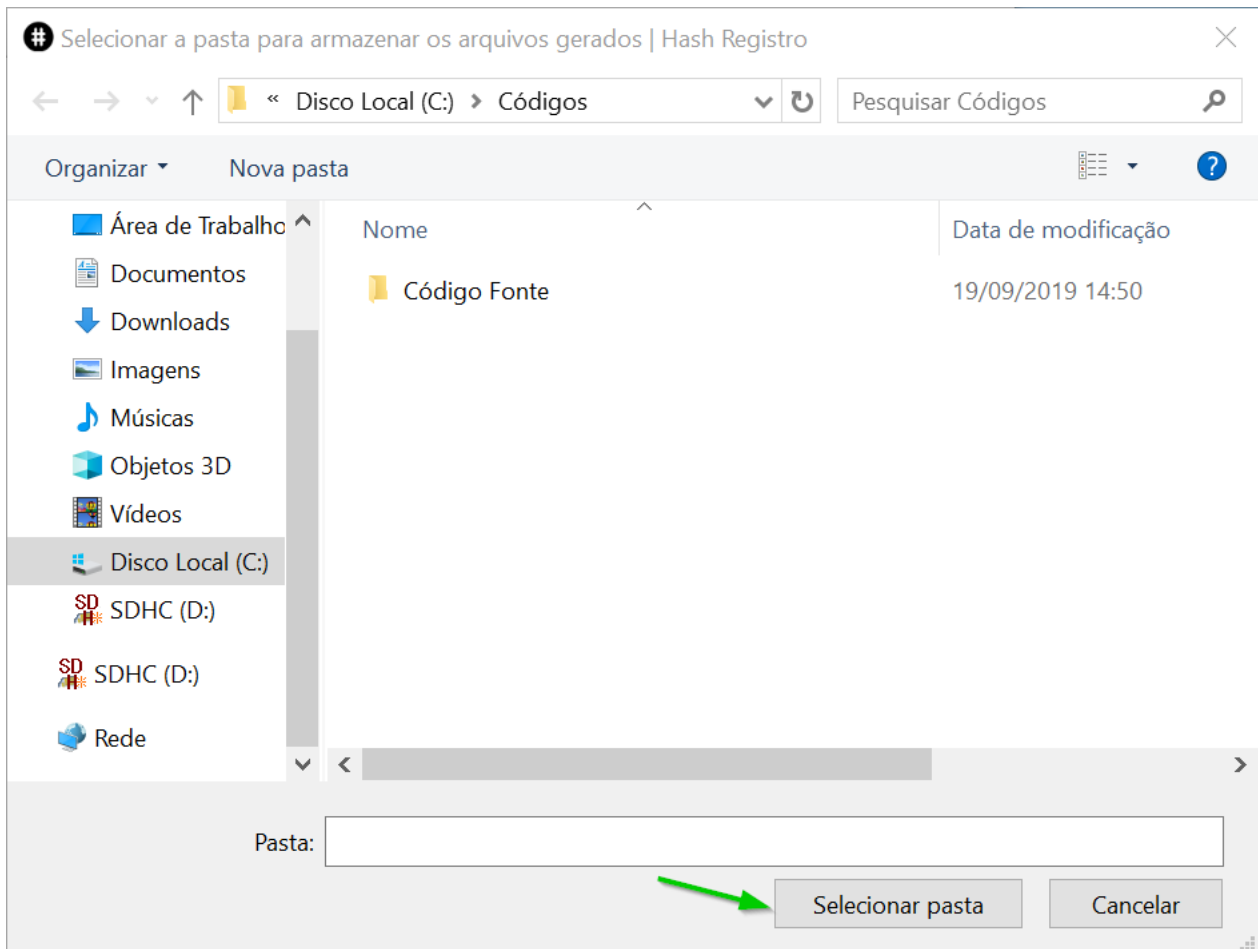 Selecionar a pasta para armazenar os arquivos gerados | Hash Registro
« Disco Local (C:) > Códigos
Pesquisar Códigos
Organizar
Nova pasta
Área de Trabalho
Documentos
Downloads
Imagens
Músicas
Objetos 3D
Vídeos
Disco Local (C:)
SDHC (D:)
SDHC (D:)
Rede
Nome
Data de modificação
Código Fonte
19/09/2019 14:50
Pasta:
Selecionar pasta
Cancelar